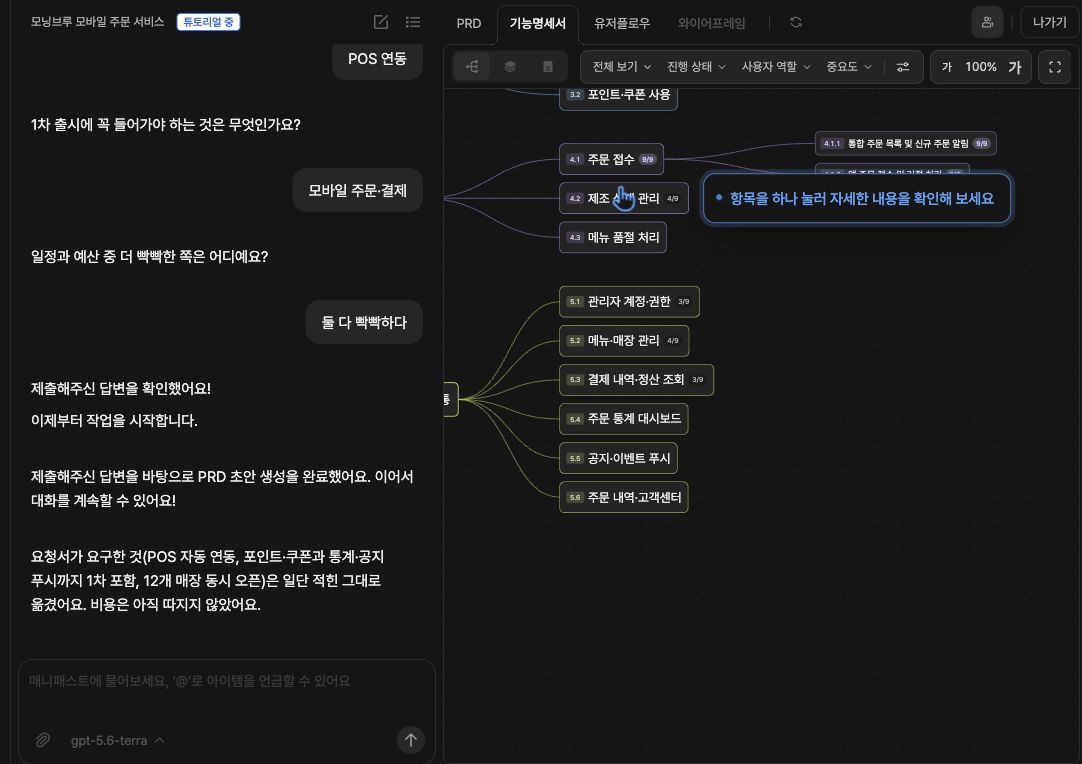 모닝브루 모바일 주문 서비스 튜토리얼 중
POS 연동
1차 출시에 꼭 들어가야 하는 것은 무엇인가요?
모바일 주문·결제
일정과 예산 중 더 빡빡한 쪽은 어디예요?
둘 다 빡빡하다
제출해주신 답변을 확인했어요!
이제부터 작업을 시작합니다.
제출해주신 답변을 바탕으로 PRD 초안 생성을 완료했어요. 이어서
대화를 계속할 수 있어요!
요청서가 요구한 것(POS 자동 연동, 포인트·쿠폰과 통계·공지
푸시까지 1차 포함, 12개 매장 동시 오픈)은 일단 적힌 그대로
옮겼어요. 비용은 아직 따지지 않았어요.
매니패스트에 물어보세요, ‘@’로 아이템을 언급할 수 있어요
gpt-5.6-terra
PRD 기능명세서 유저플로우 와이어프레임 나가기
전체 보기 진행 상태 사용자 역할 중요도 가 100% 가
3.2 포인트·쿠폰 사용
4.1 주문 접수 9/9
4.1.1 통합 주문 목록 및 신규 주문 알림 9/9
4.2 제조 관리 4/9
항목을 하나 눌러 자세한 내용을 확인해 보세요
4.3 메뉴 품절 처리
5.1 관리자 계정·권한 3/9
5.2 메뉴·매장 관리 4/9
5.3 결제 내역·정산 조회 3/9
5.4 주문 통계 대시보드
5.5 공지·이벤트 푸시
5.6 주문 내역·고객센터